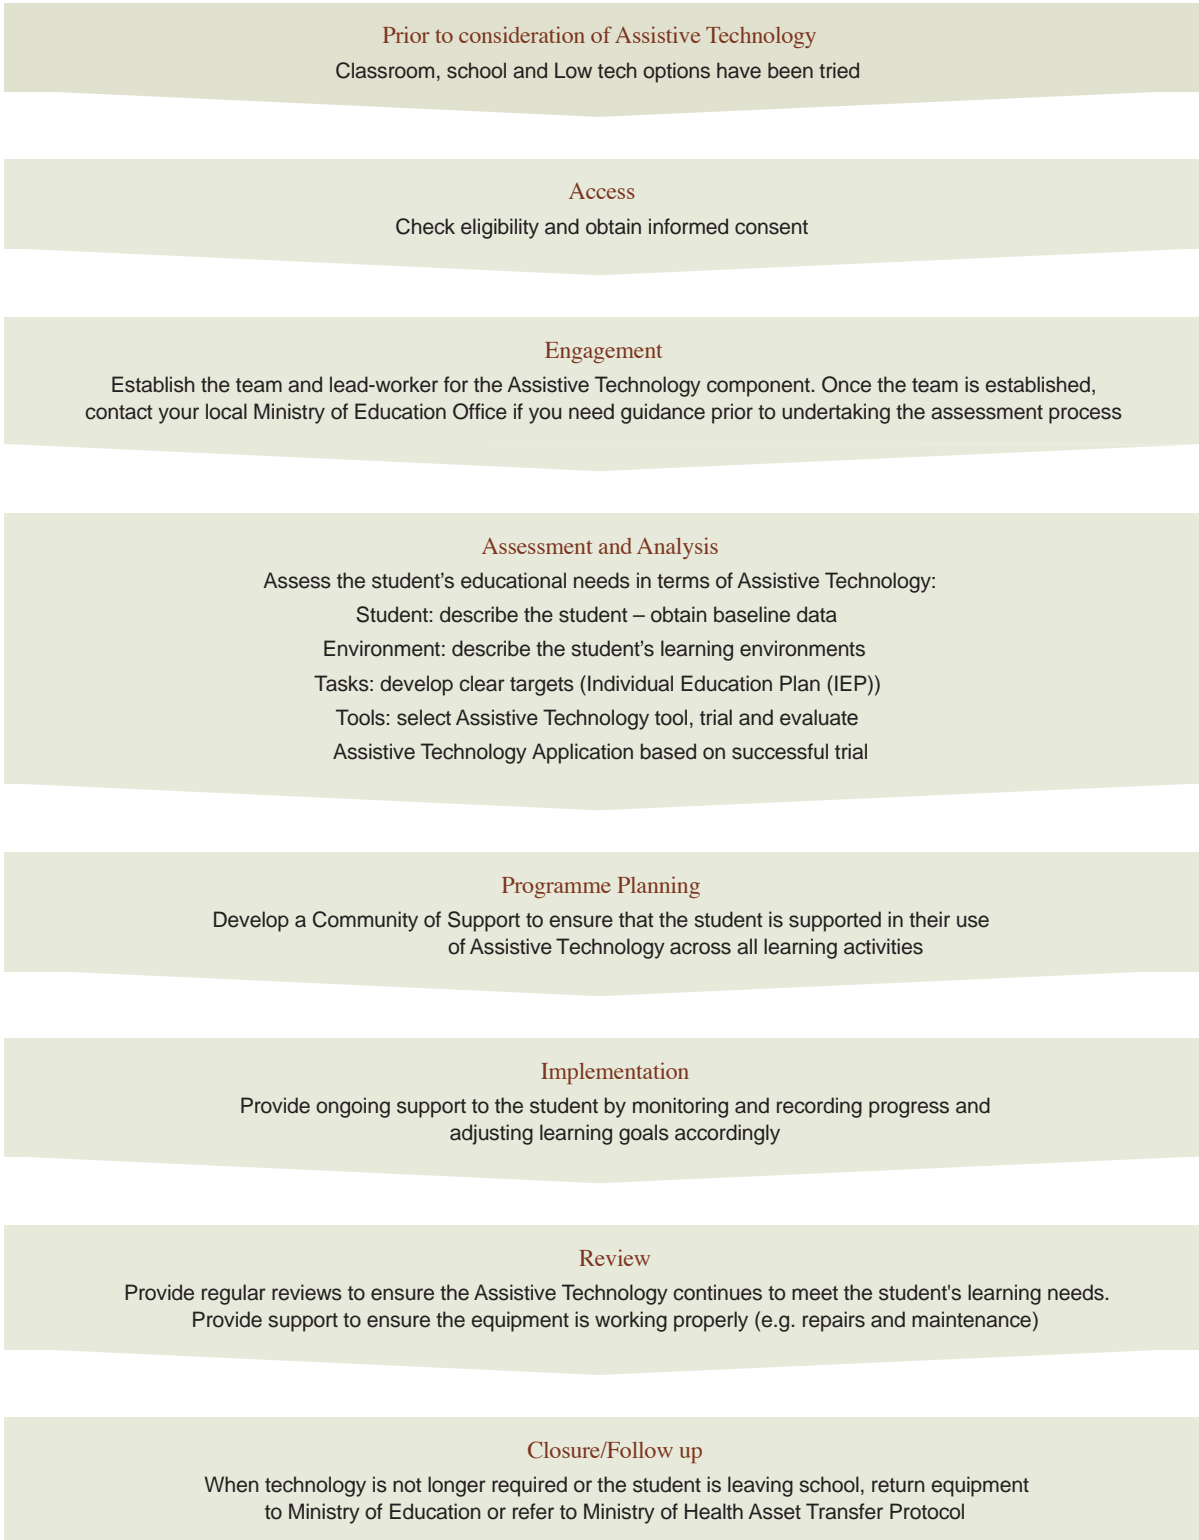 Prior to consideration of Assistive Technology
Classroom, school and Low tech options have been tried
Access
Check eligibility and obtain informed consent
Engagement
Establish the team and lead-worker for the Assistive Technology component. Once the team is established,
contact your local Ministry of Education Office if you need guidance prior to undertaking the assessment process
Assessment and Analysis
Assess the student’s educational needs in terms of Assistive Technology:
Student: describe the student – obtain baseline data
Environment: describe the student’s learning environments
Tasks: develop clear targets (Individual Education Plan (IEP))
Tools: select Assistive Technology tool, trial and evaluate
Assistive Technology Application based on successful trial
Programme Planning
Develop a Community of Support to ensure that the student is supported in their use
of Assistive Technology across all learning activities
Implementation
Provide ongoing support to the student by monitoring and recording progress and
adjusting learning goals accordingly
Review
Provide regular reviews to ensure the Assistive Technology continues to meet the student's learning needs.
Provide support to ensure the equipment is working properly (e.g. repairs and maintenance)
Closure/Follow up
When technology is not longer required or the student is leaving school, return equipment
to Ministry of Education or refer to Ministry of Health Asset Transfer Protocol